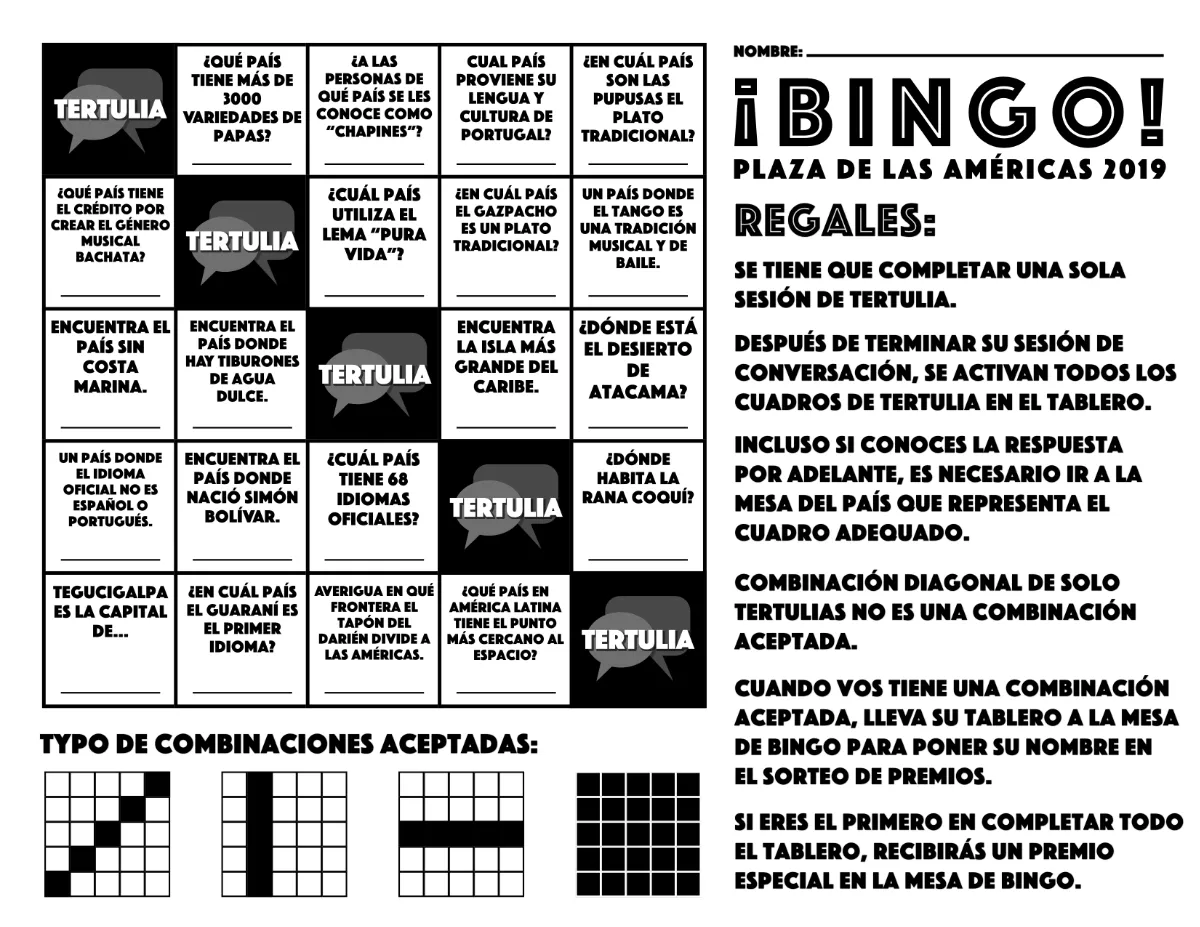 TERTULIA
¿QUÉ PAÍS
TIENE MÁS DE
3000
VARIEDADES DE
PAPAS?
¿A LAS
PERSONAS DE
QUÉ PAÍS SE LES
CONOCE COMO
“CHAPINES”?
CUAL PAÍS
PROVIENE SU
LENGUA Y
CULTURA DE
PORTUGAL?
¿EN CUÁL PAÍS
SON LAS
PUPUSAS EL
PLATO
TRADICIONAL?
¿QUÉ PAÍS TIENE
EL CRÉDITO POR
CREAR EL GÉNERO
MUSICAL
BACHATA?
TERTULIA
¿CUÁL PAÍS
UTILIZA EL
LEMA “PURA
VIDA”?
¿EN CUÁL PAÍS
EL GAZPACHO
ES UN PLATO
TRADICIONAL?
UN PAÍS DONDE
EL TANGO ES
UNA TRADICIÓN
MUSICAL Y DE
BAILE.
ENCUENTRA EL
PAÍS SIN
COSTA
MARINA.
ENCUENTRA EL
PAÍS DONDE
HAY TIBURONES
DE AGUA
DULCE.
TERTULIA
ENCUENTRA
LA ISLA MÁS
GRANDE DEL
CARIBE.
¿DÓNDE ESTÁ
EL DESIERTO
DE
ATACAMA?
UN PAÍS DONDE
EL IDIOMA
OFICIAL NO ES
ESPAÑOL O
PORTUGUÉS.
ENCUENTRA EL
PAÍS DONDE
NACIÓ SIMÓN
BOLÍVAR.
¿CUÁL PAÍS
TIENE 68
IDIOMAS
OFICIALES?
TERTULIA
¿DÓNDE
HABITA LA
RANA COQUÍ?
TEGUCIGALPA
ES LA CAPITAL
DE...
¿EN CUÁL PAÍS
EL GUARANÍ ES
EL PRIMER
IDIOMA?
AVERIGUA EN QUÉ
FRONTERA EL
TAPÓN DEL
DARIÉN DIVIDE A
LAS AMÉRICAS.
¿QUÉ PAÍS EN
AMÉRICA LATINA
TIENE EL PUNTO
MÁS CERCANO AL
ESPACIO?
TERTULIA
TYPO DE COMBINACIONES ACEPTADAS:
NOMBRE:
¡BINGO!
PLAZA DE LAS AMÉRICAS 2019
REGALES:
SE TIENE QUE COMPLETAR UNA SOLA
SESIÓN DE TERTULIA.
DESPUÉS DE TERMINAR SU SESIÓN DE
CONVERSACIÓN, SE ACTIVAN TODOS LOS
CUADROS DE TERTULIA EN EL TABLERO.
INCLUSO SI CONOCES LA RESPUESTA
POR ADELANTE, ES NECESARIO IR A LA
MESA DEL PAÍS QUE REPRESENTA EL
CUADRO ADEQUADO.
COMBINACIÓN DIAGONAL DE SOLO
TERTULIAS NO ES UNA COMBINACIÓN
ACEPTADA.
CUANDO VOS TIENE UNA COMBINACIÓN
ACEPTADA, LLEVA SU TABLERO A LA MESA
DE BINGO PARA PONER SU NOMBRE EN
EL SORTEO DE PREMIOS.
SI ERES EL PRIMERO EN COMPLETAR TODO
EL TABLERO, RECIBIRÁS UN PREMIO
ESPECIAL EN LA MESA DE BINGO.